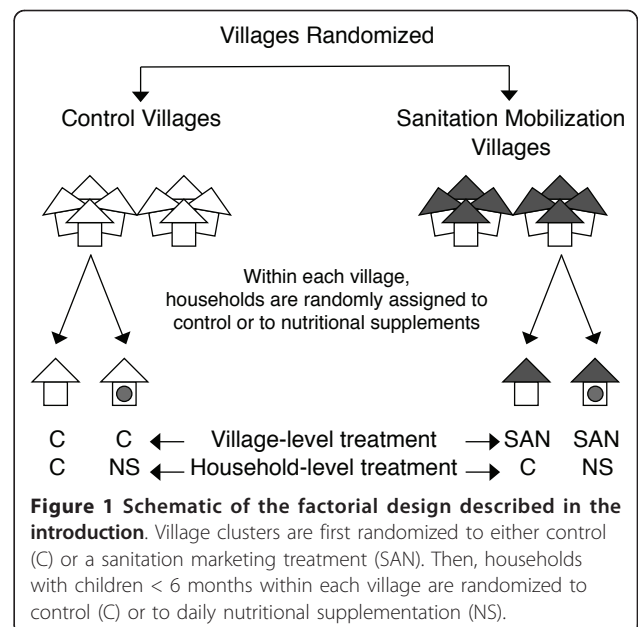 Villages Randomized
Control Villages
Sanitation Mobilization
Villages
Within each village,
households are randomly assigned to
control or to nutritional supplements
C C Village-level treatment SAN SAN
C NS Household-level treatment C NS
Figure 1 Schematic of the factorial design described in the
introduction. Village clusters are first randomized to either control
(C) or a sanitation marketing treatment (SAN). Then, households
with children < 6 months within each village are randomized to
control (C) or to daily nutritional supplementation (NS).